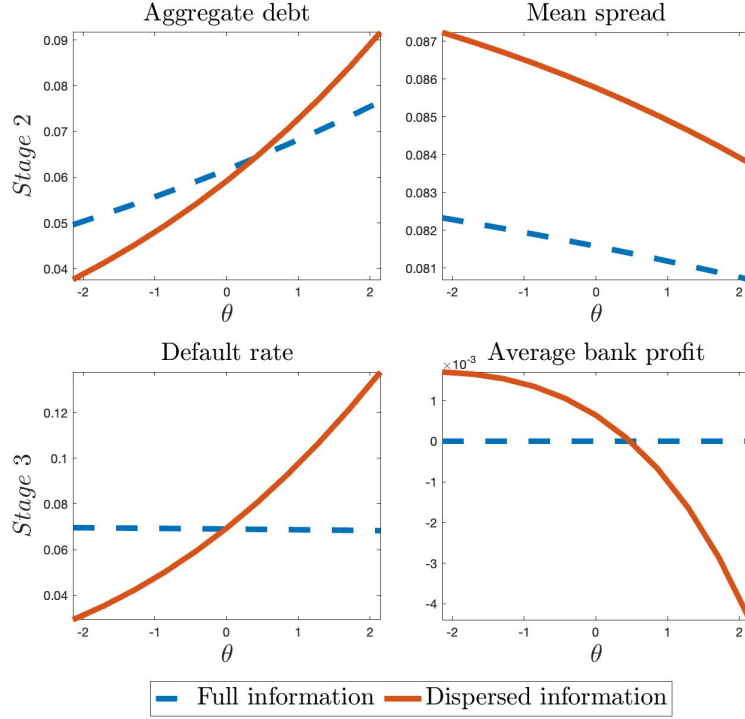 Aggregate debt
Mean spread
Stage 2
0.09
0.08
0.07
0.06
0.05
0.04
-2 -1 0 1 2
θ
0.087
0.086
0.085
0.084
0.083
0.082
0.081
-2 -1 0 1 2
θ
Default rate
Average bank profit
Stage 3
0.12
0.1
0.08
0.06
0.04
-2 -1 0 1 2
θ
×10⁻³
1
0
-1
-2
-3
-4
-2 -1 0 1 2
θ
Full information Dispersed information